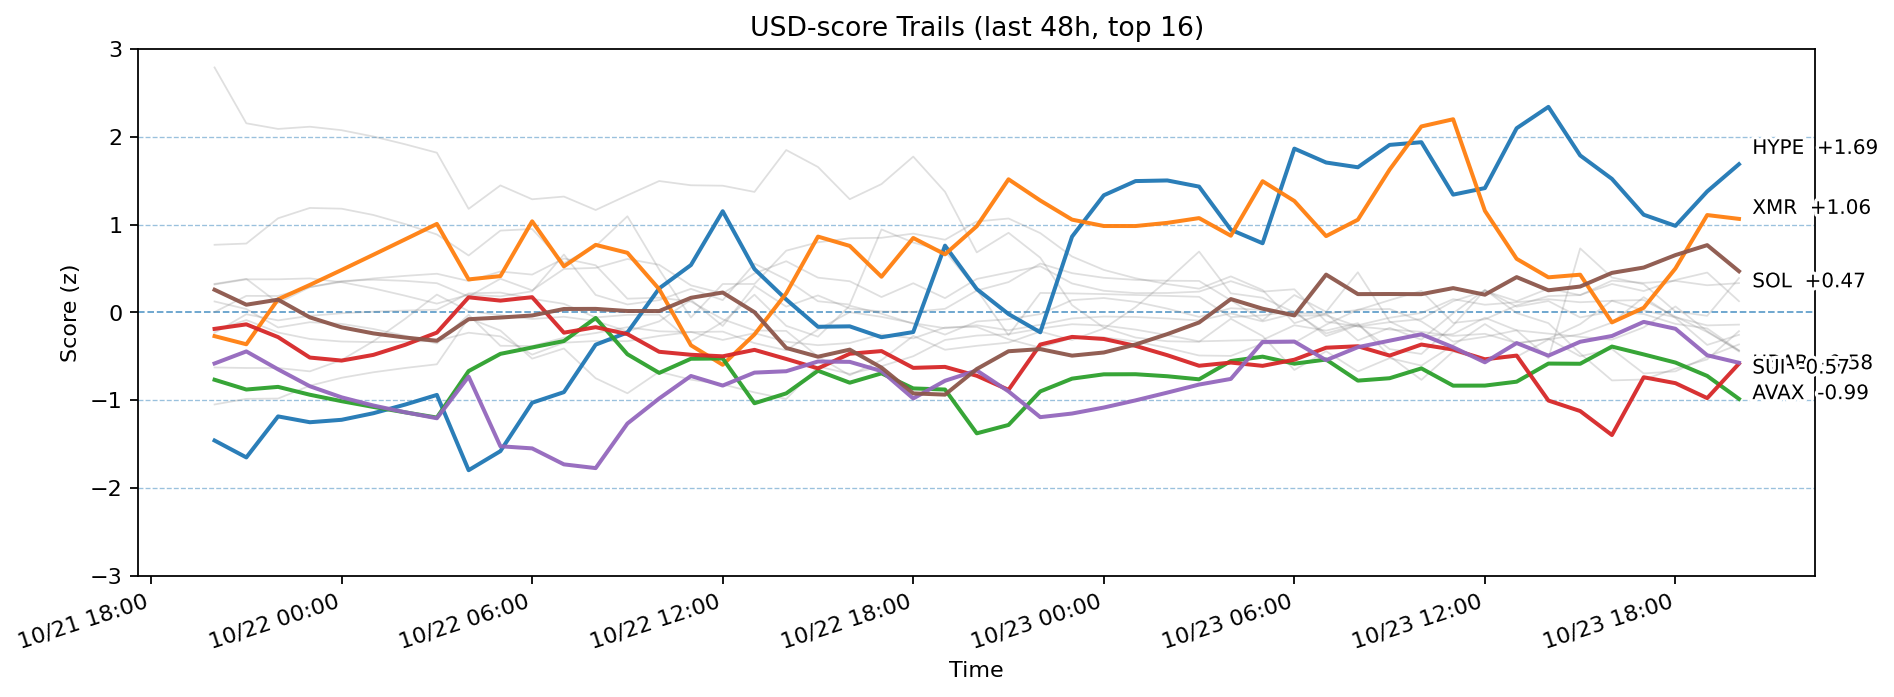 USD-score Trails (last 48h, top 16)
3
2
1
0
−1
−2
−3
Score (z)
HYPE +1.69
XMR +1.06
SOL +0.47
SUI -0.57
AVAX -0.99
10/21 18:00
10/22 00:00
10/22 06:00
10/22 12:00
10/22 18:00
10/23 00:00
10/23 06:00
10/23 12:00
10/23 18:00
Time